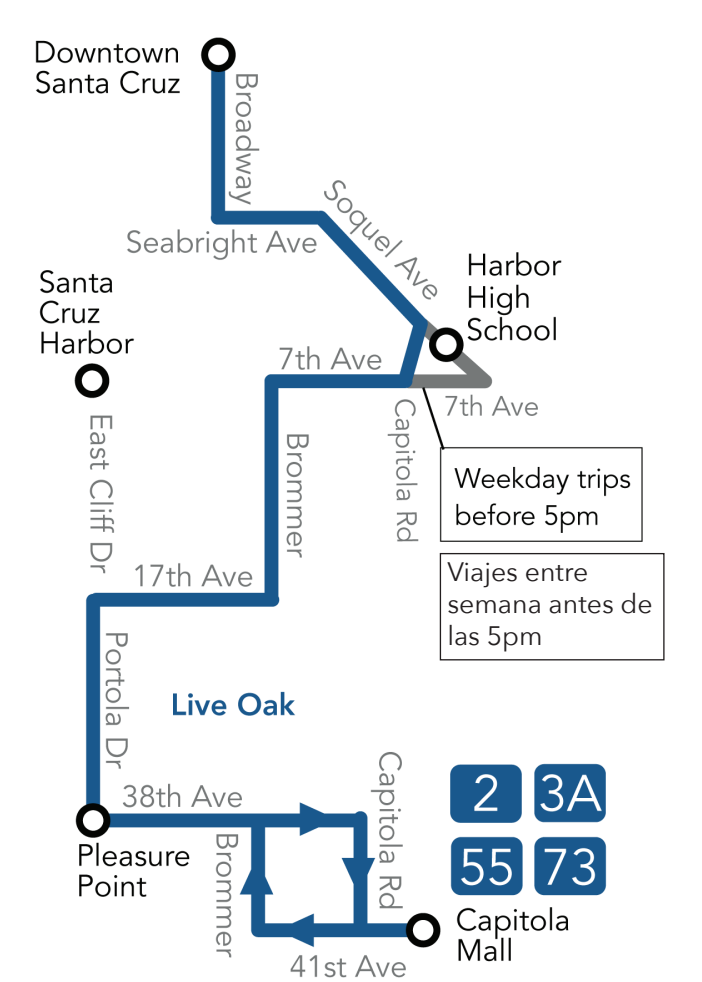 Downtown
Santa Cruz
Broadway
Seabright Ave
Soquel Ave
Harbor
High
School
Santa
Cruz
Harbor
7th Ave
7th Ave
East Cliff Dr
Brommer
Capitola Rd
Weekday trips
before 5pm
Viajes entre
semana antes de
las 5pm
17th Ave
Portola Dr
Live Oak
38th Ave
Capitola Rd
2
3A
55
73
Pleasure
Point
Brommer
Capitola
Mall
41st Ave